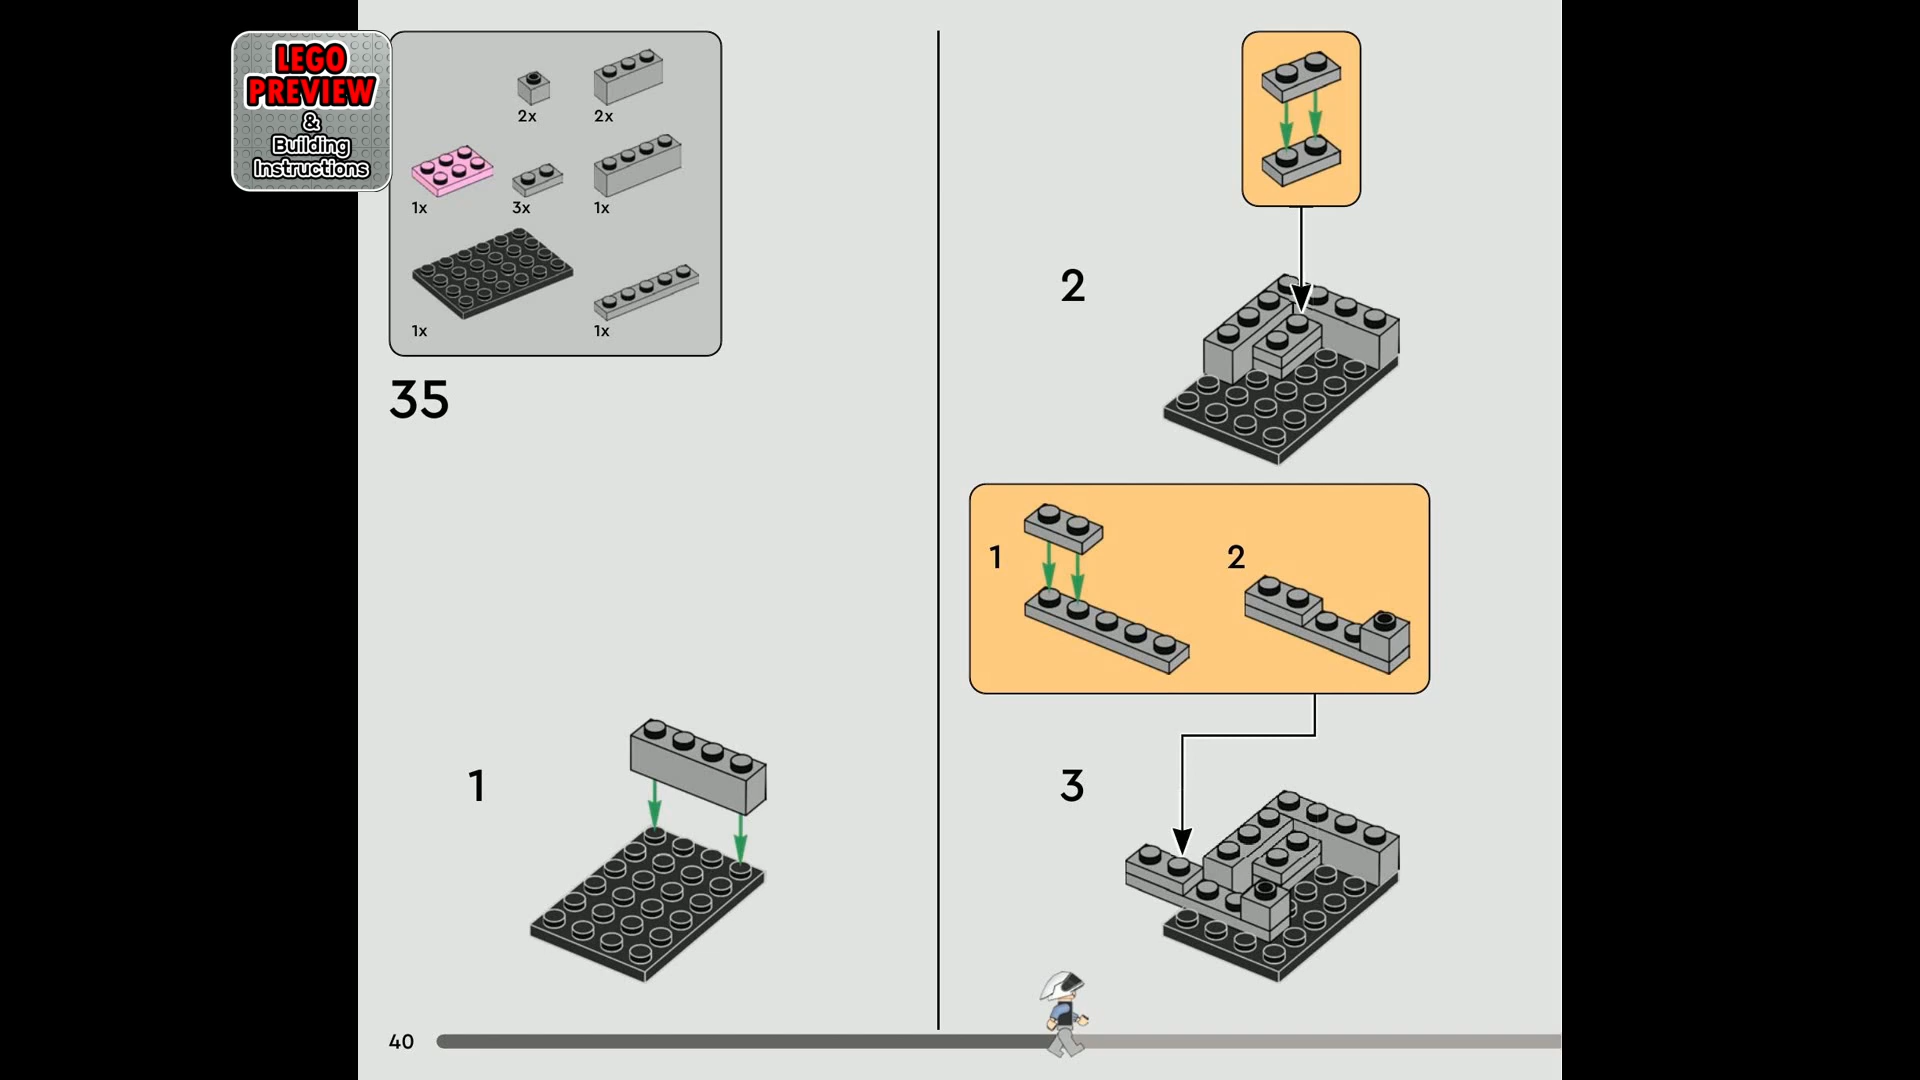 LEGO
PREVIEW
&
Building
Instructions
2x
2x
1x
3x
1x
1x
1x
35
1
2
1
2
3
40